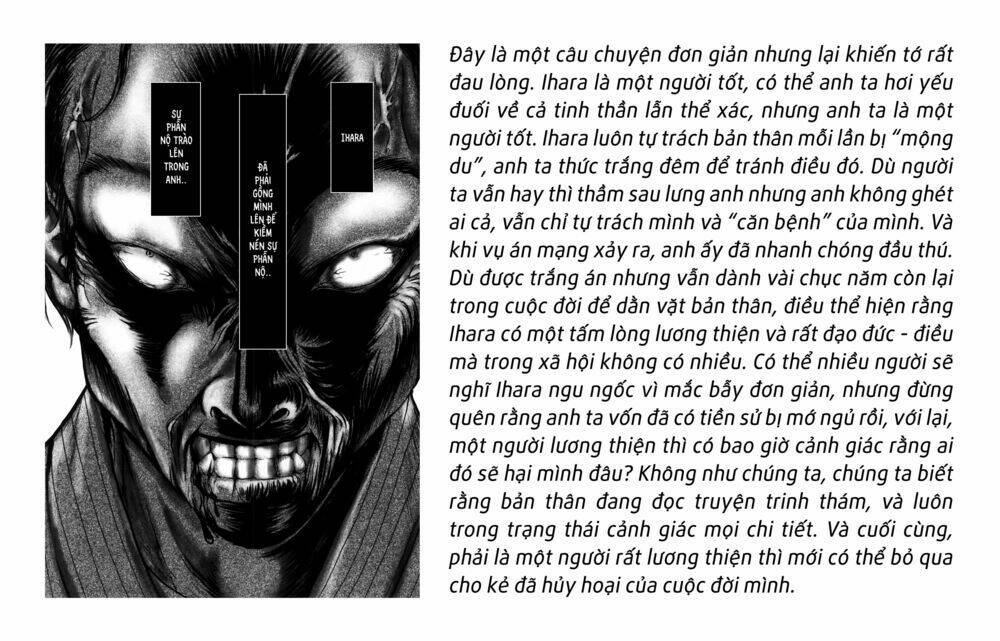 IHARA
ĐÃ
PHẢI
GỒNG
MÌNH
LÊN ĐỂ
KIỀM
NÉN SỰ
PHẪN
NỘ..
SỰ
PHẪN
NỘ TRÀO
LÊN
TRONG
ANH..
Đây là một câu chuyện đơn giản nhưng lại khiến tớ rất
đau lòng. Ihara là một người tốt, có thể anh ta hơi yếu
đuối về cả tinh thần lẫn thể xác, nhưng anh ta là một
người tốt. Ihara luôn tự trách bản thân mỗi lần bị “mộng
du”, anh ta thức trắng đêm để tránh điều đó. Dù người
ta vẫn hay thì thầm sau lưng anh nhưng anh không ghét
ai cả, vẫn chỉ tự trách mình và “căn bệnh” của mình. Và
khi vụ án mạng xảy ra, anh ấy đã nhanh chóng đầu thú.
Dù được trắng án nhưng vẫn dành vài chục năm còn lại
trong cuộc đời để dằn vặt bản thân, điều thể hiện rằng
Ihara có một tấm lòng lương thiện và rất đạo đức - điều
mà trong xã hội không có nhiều. Có thể nhiều người sẽ
nghĩ Ihara ngu ngốc vì mắc bẫy đơn giản, nhưng đừng
quên rằng anh ta vốn đã có tiền sử bị mớ ngủ rồi, với lại,
một người lương thiện thì có bao giờ cảnh giác rằng ai
đó sẽ hại mình đâu? Không như chúng ta, chúng ta biết
rằng bản thân đang đọc truyện trinh thám, và luôn
trong trạng thái cảnh giác mọi chi tiết. Và cuối cùng,
phải là một người rất lương thiện thì mới có thể bỏ qua
cho kẻ đã hủy hoại của cuộc đời mình.